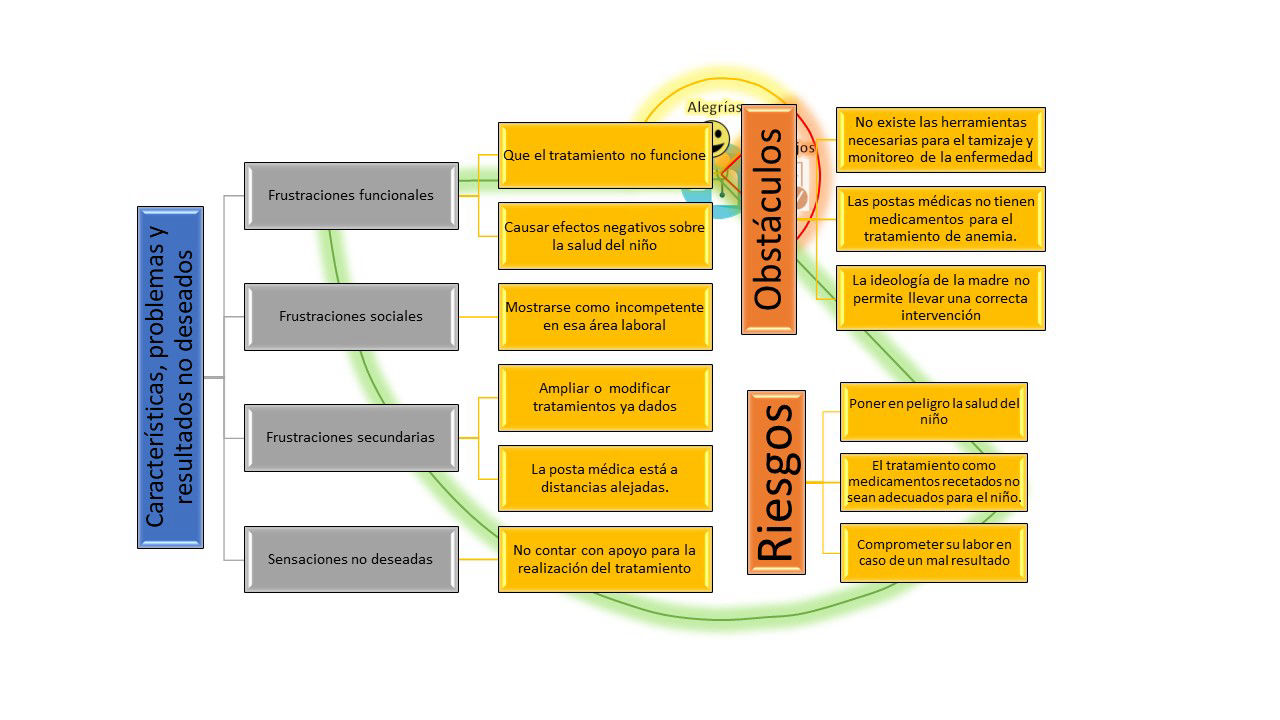 Características, problemas y
resultados no deseados
Frustraciones funcionales
Que el tratamiento no funcione
Causar efectos negativos sobre
la salud del niño
Frustraciones sociales
Mostrarse como incompetente
en esa área laboral
Frustraciones secundarias
Ampliar o modificar
tratamientos ya dados
La posta médica está a
distancias alejadas.
Sensaciones no deseadas
No contar con apoyo para la
realización del tratamiento
Alegrías
Obstáculos
No existe las herramientas
necesarias para el tamizaje y
monitoreo de la enfermedad
Las postas médicas no tienen
medicamentos para el
tratamiento de anemia.
La ideología de la madre no
permite llevar una correcta
intervención
Riesgos
Poner en peligro la salud del
niño
El tratamiento como
medicamentos recetados no
sean adecuados para el niño.
Comprometer su labor en
caso de un mal resultado